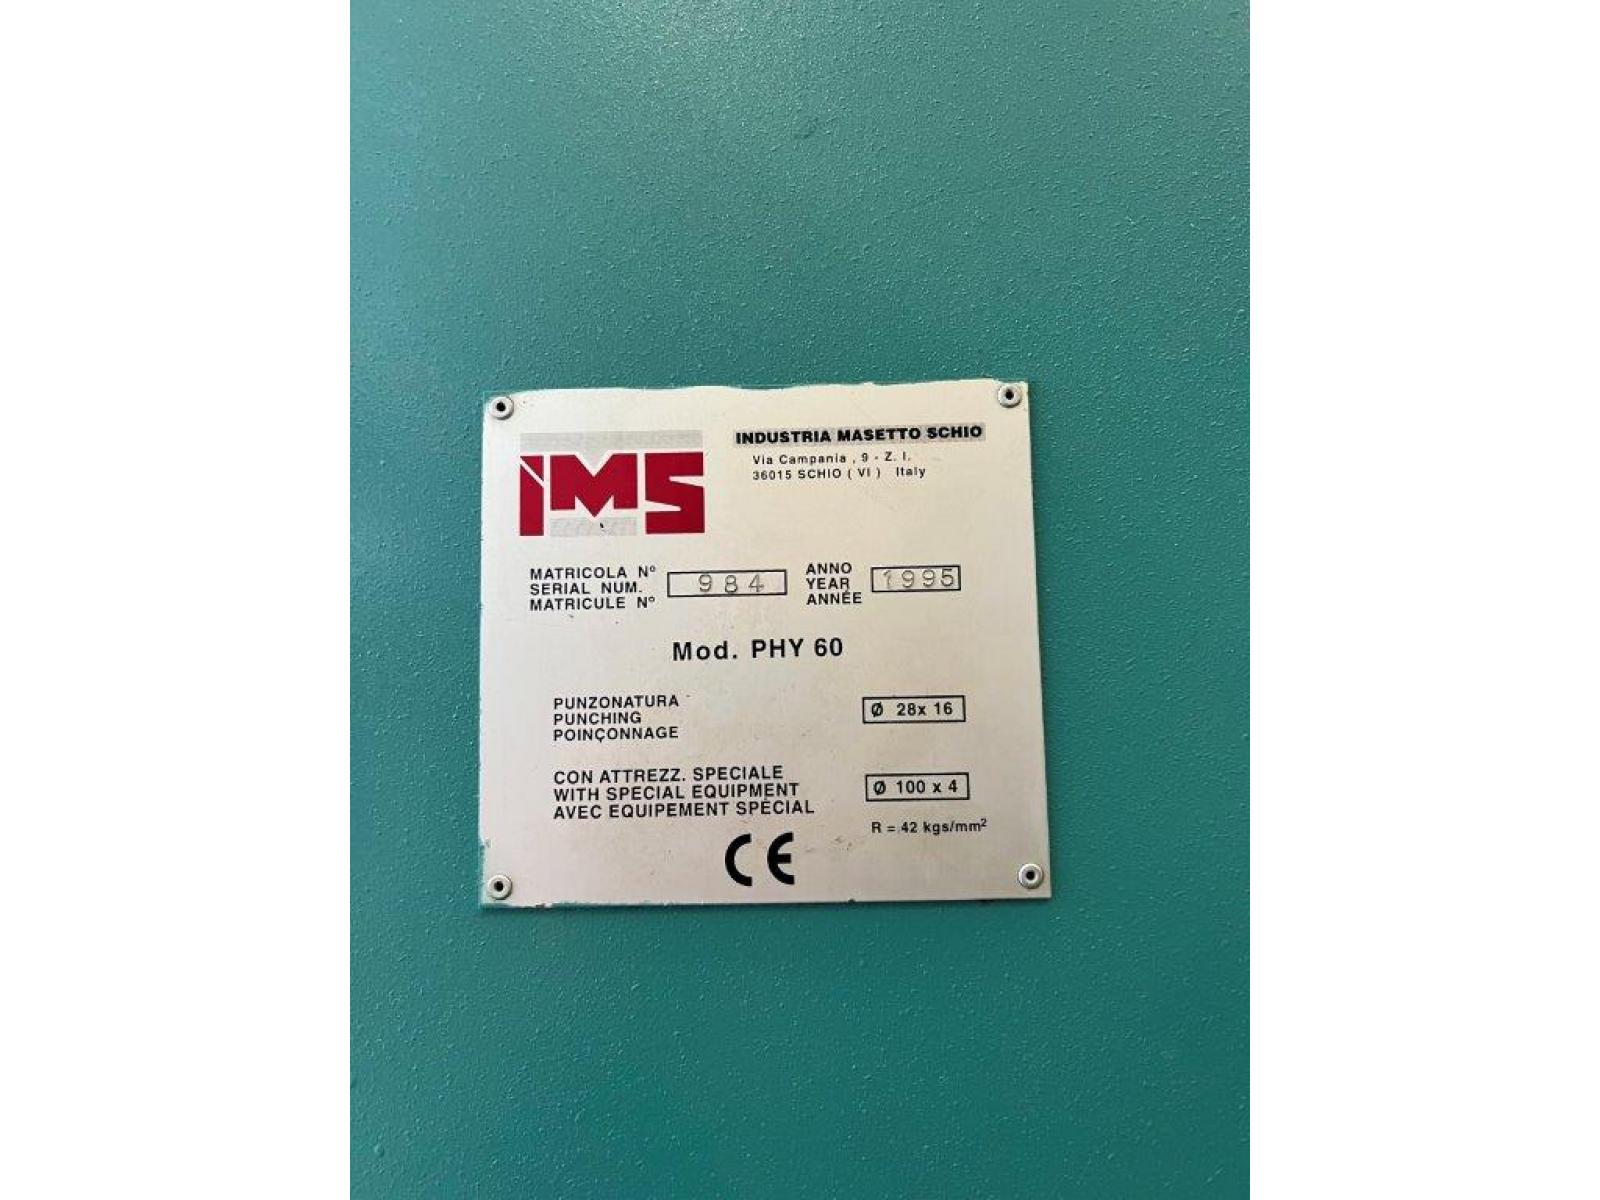 IMS
INDUSTRIA MASETTO SCHIO
Via Campania , 9 - Z. I.
36015 SCHIO ( VI ) Italy
MATRICOLA N°
SERIAL NUM.
MATRICULE N°
984
ANNO
YEAR
ANNÉE
1995
Mod. PHY 60
PUNZONATURA
PUNCHING
POINÇONNAGE
Ø 28x 16
CON ATTREZZ. SPECIALE
WITH SPECIAL EQUIPMENT
AVEC EQUIPEMENT SPÉCIAL
Ø 100 x 4
R = 42 kgs/mm²
CE